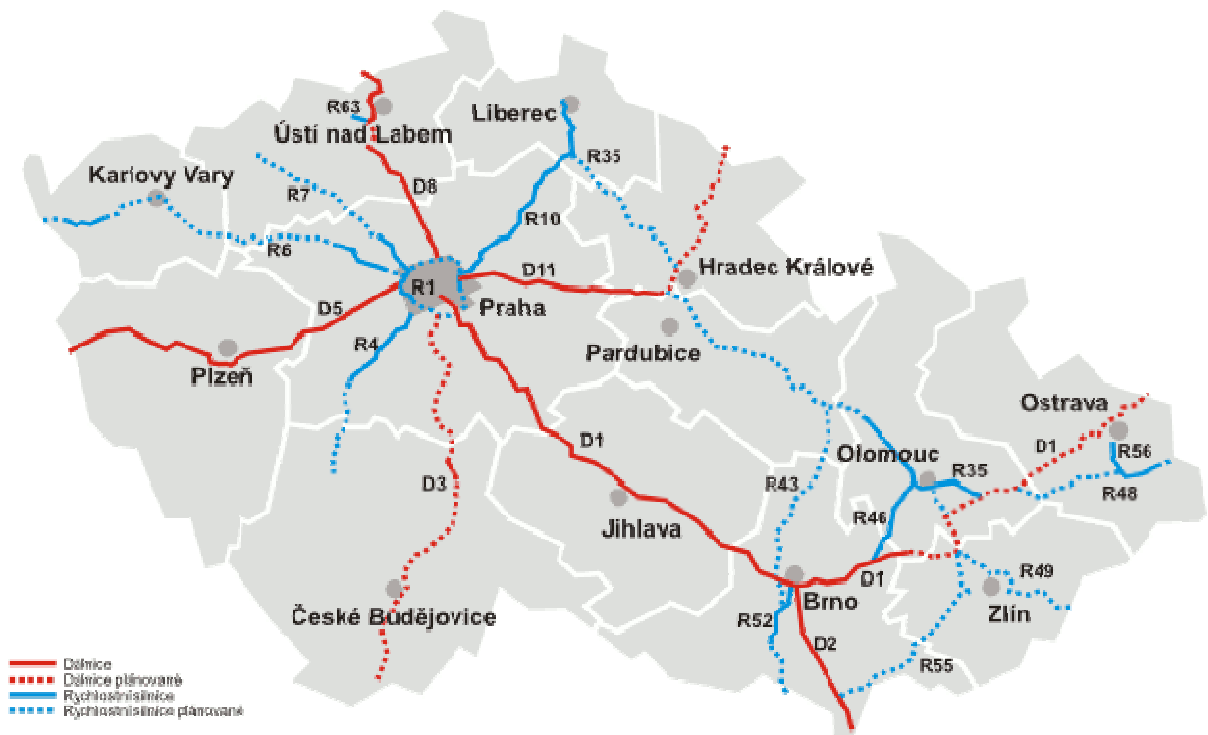 R63
Liberec
Ústí nad Labem
R35
Kariovy Vary
D8
R7
R10
R6
D11
Hradec Králové
R1
D5
Praha
R4
Pardubice
Plzeň
Ostrava
D1
D1
R56
Olomouc
R35
D3
R43
R48
R46
Jihlava
D1
R49
Brno
Zlín
České Budějovice
R52
D2
R55
Dálnice
Dálnice plánované
Rychlostní silnice
Rychlostní silnice plánované